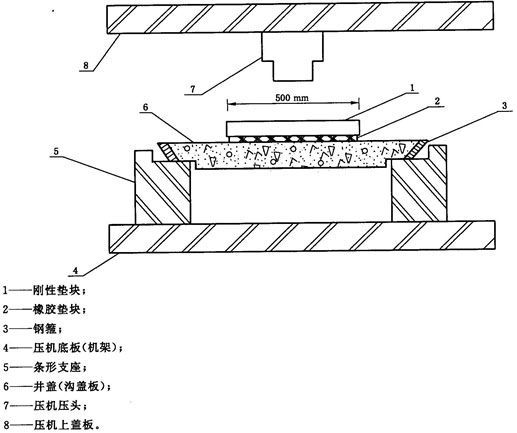 8
7
500 mm
1
6
2
3
5
4
1——刚性垫块；
2——橡胶垫块；
3——钢箍；
4——压机底板(机架)；
5——条形支座；
6——井盖(沟盖板)；
7——压机压头；
8——压机上盖板。